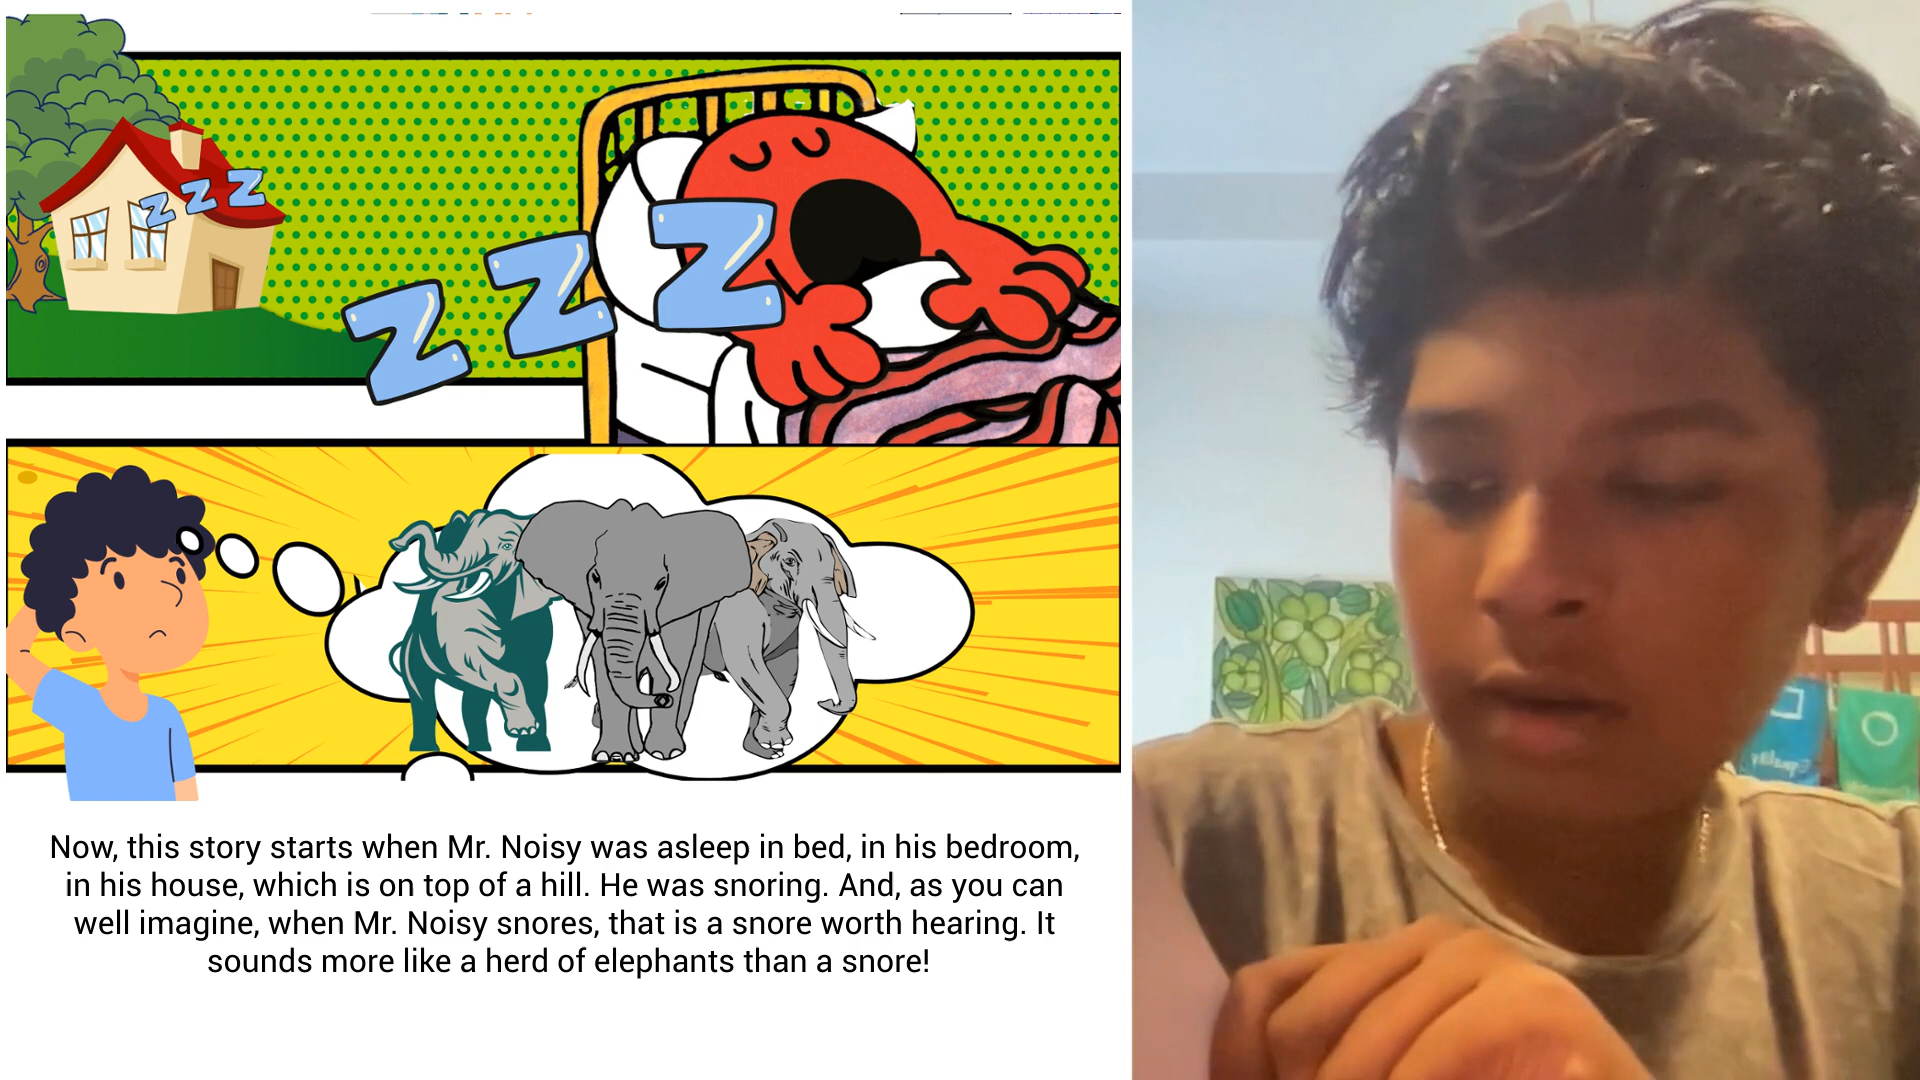 z z z
z z z
Now, this story starts when Mr. Noisy was asleep in bed, in his bedroom,
in his house, which is on top of a hill. He was snoring. And, as you can
well imagine, when Mr. Noisy snores, that is a snore worth hearing. It
sounds more like a herd of elephants than a snore!